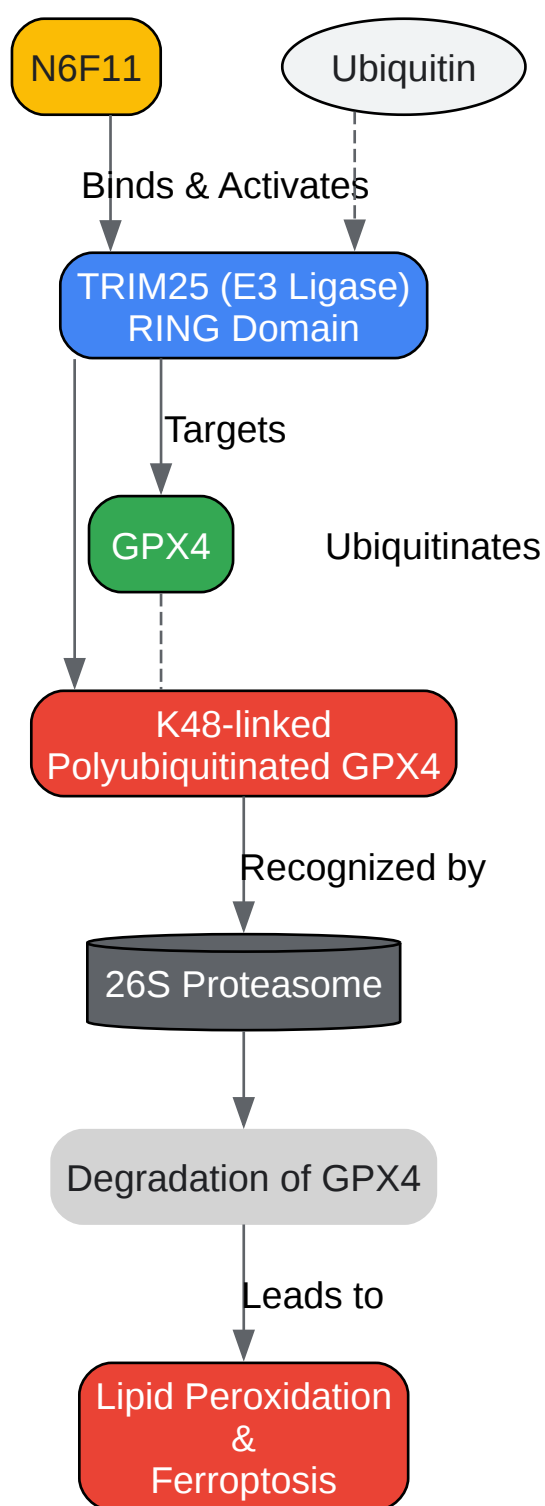 N6F11
Ubiquitin
Binds & Activates
TRIM25 (E3 Ligase)
RING Domain
Targets
GPX4
Ubiquitinates
K48-linked
Polyubiquitinated GPX4
Recognized by
26S Proteasome
Degradation of GPX4
Leads to
Lipid Peroxidation
&
Ferroptosis